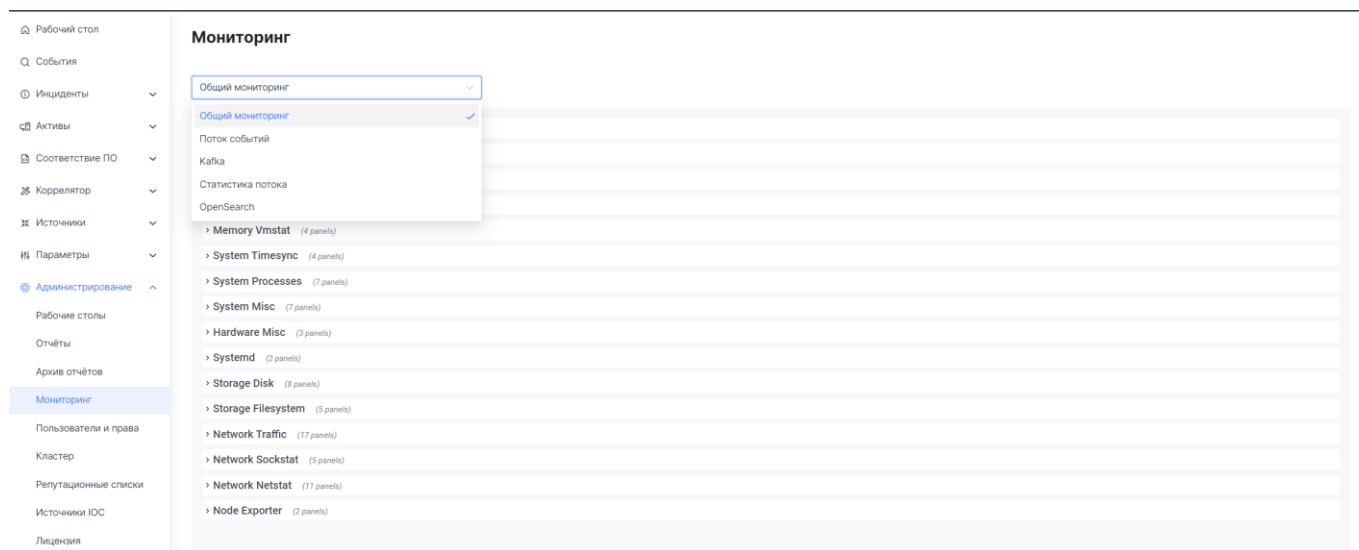 Рабочий стол
События
Инциденты
Активы
Соответствие ПО
Коррелятор
Источники
Параметры
Администрирование
Рабочие столы
Отчёты
Архив отчётов
Мониторинг
Пользователи и права
Кластер
Репутационные списки
Источники IOC
Лицензия
Мониторинг
Общий мониторинг
Общий мониторинг
Поток событий
Kafka
Статистика потока
OpenSearch
Memory Vmstat (4 panels)
System Timesync (4 panels)
System Processes (7 panels)
System Misc (7 panels)
Hardware Misc (3 panels)
Systemd (2 panels)
Storage Disk (8 panels)
Storage Filesystem (5 panels)
Network Traffic (17 panels)
Network Sockstat (5 panels)
Network Netstat (11 panels)
Node Exporter (2 panels)